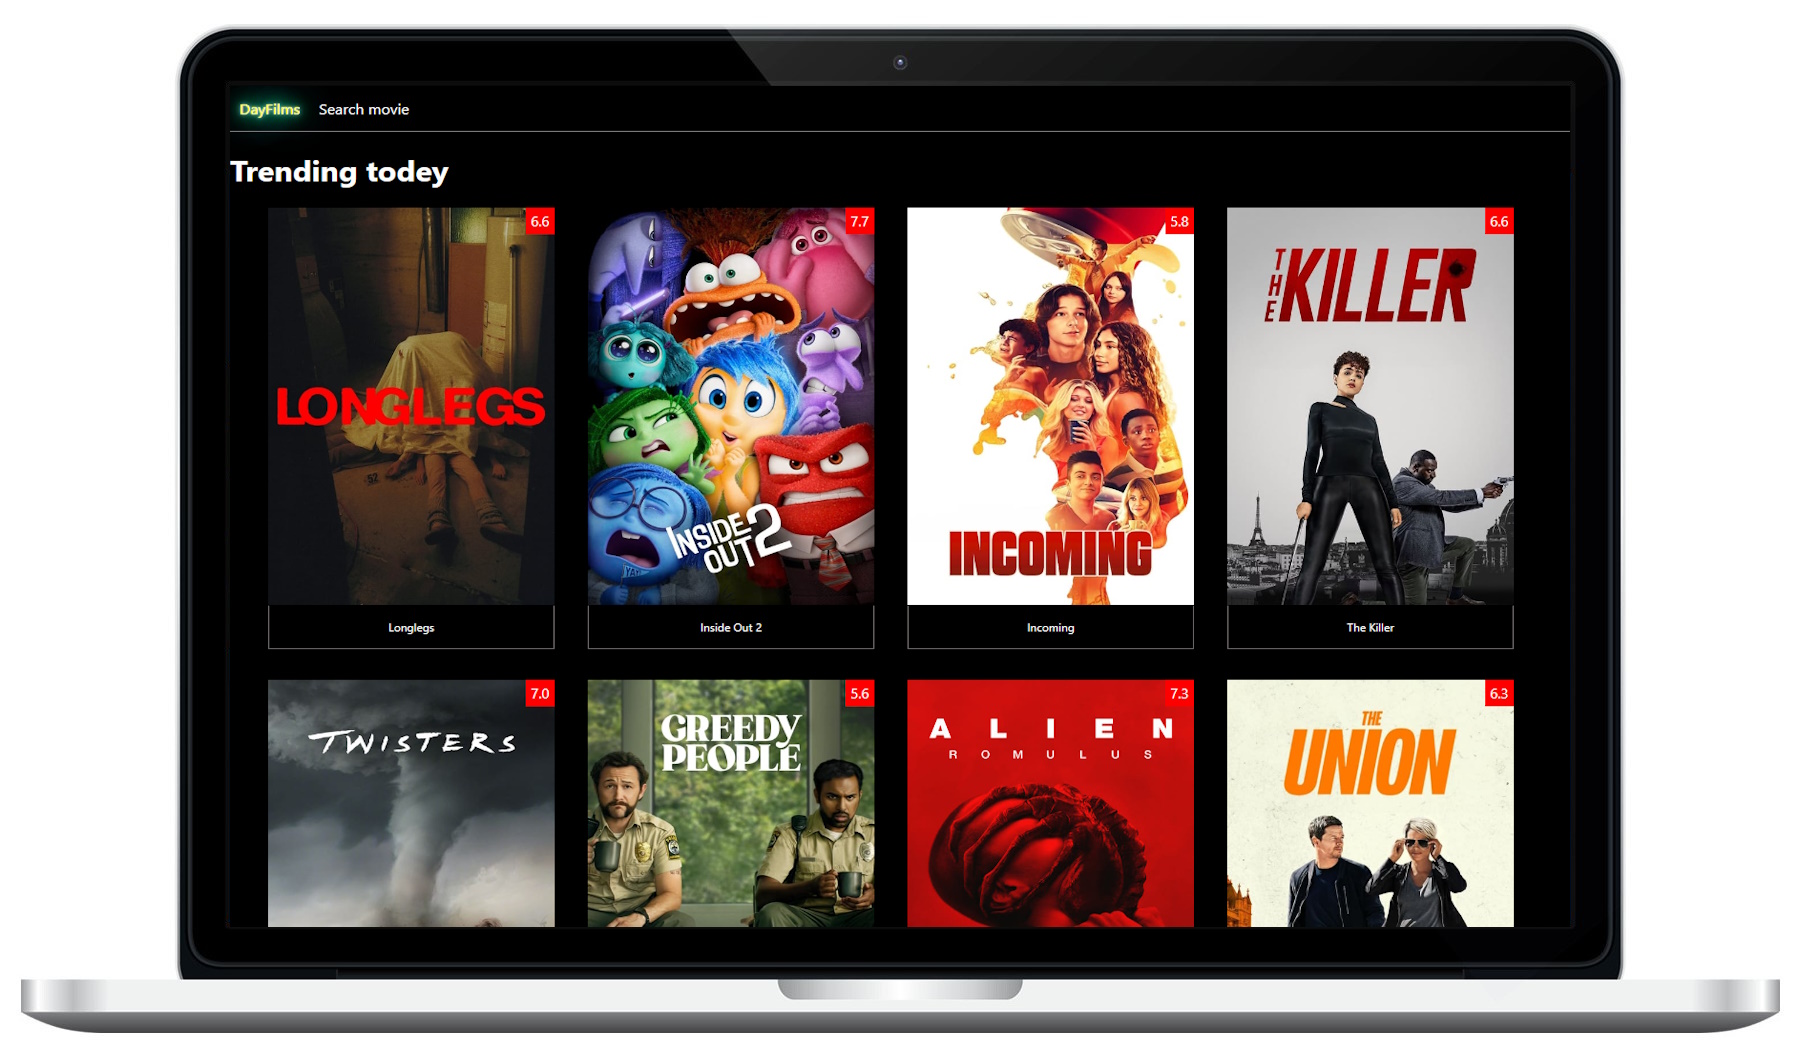 DayFilms Search movie
Trending todey
6.6
LONGLEGS
Longlegs
7.7
INSIDE
OUT 2
Inside Out 2
5.8
INCOMING
Incoming
6.6
THE KILLER
The Killer
7.0
TWISTERS
5.6
GREEDY
PEOPLE
7.3
ALIEN
ROMULUS
6.3
THE
UNION